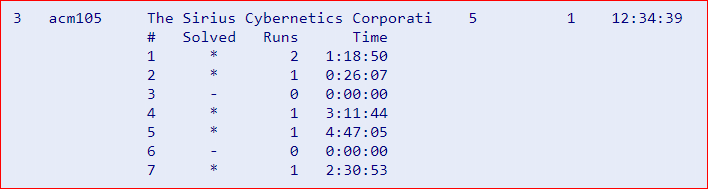 3 acm105 The Sirius Cybernetics Corporati 5 1 12:34:39
# Solved Runs Time
1 * 2 1:18:50
2 * 1 0:26:07
3 - 0 0:00:00
4 * 1 3:11:44
5 * 1 4:47:05
6 - 0 0:00:00
7 * 1 2:30:53